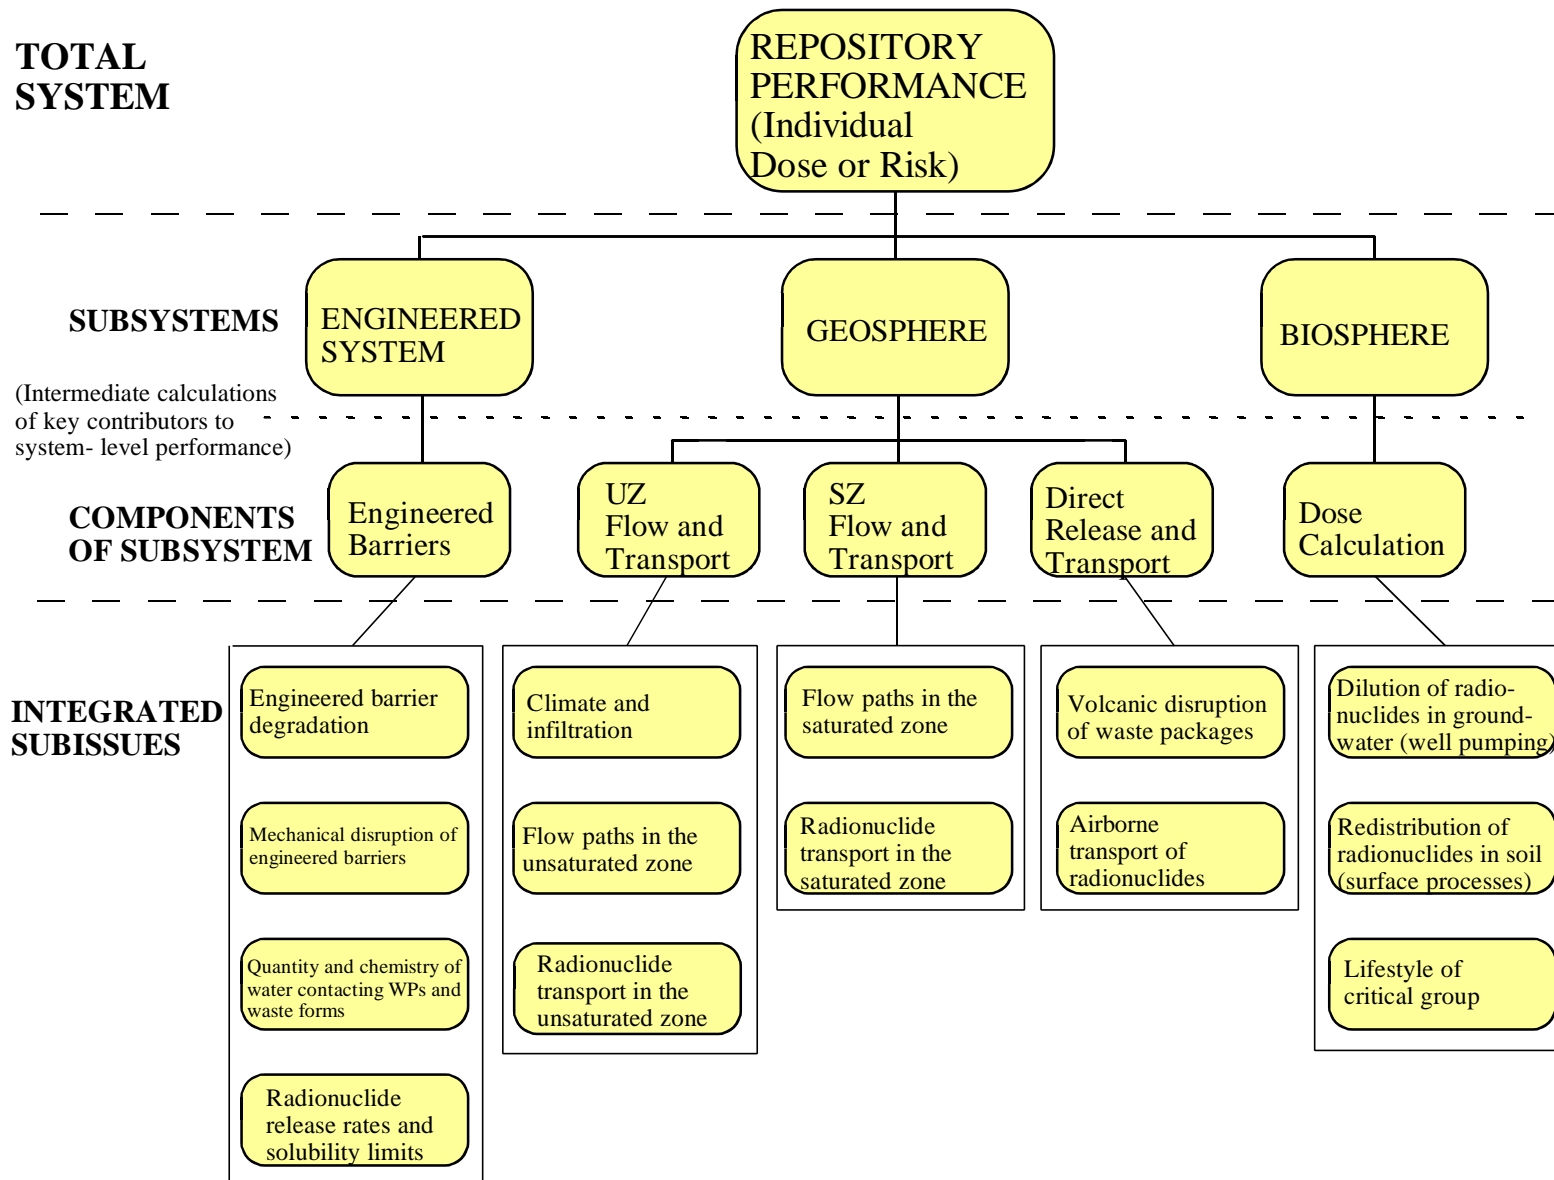 TOTAL
SYSTEM
REPOSITORY
PERFORMANCE
(Individual
Dose or Risk)
SUBSYSTEMS
ENGINEERED
SYSTEM
GEOSPHERE
BIOSPHERE
(Intermediate calculations
of key contributors to
system- level performance)
COMPONENTS
OF SUBSYSTEM
Engineered
Barriers
UZ
Flow and
Transport
SZ
Flow and
Transport
Direct
Release and
Transport
Dose
Calculation
INTEGRATED
SUBISSUES
Engineered barrier
degradation
Mechanical disruption of
engineered barriers
Quantity and chemistry of
water contacting WPs and
waste forms
Radionuclide
release rates and
solubility limits
Climate and
infiltration
Flow paths in the
unsaturated zone
Radionuclide
transport in the
unsaturated zone
Flow paths in the
saturated zone
Radionuclide
transport in the
saturated zone
Volcanic disruption
of waste packages
Airborne
transport of
radionuclides
Dilution of radio-
nuclides in ground-
water (well pumping)
Redistribution of
radionuclides in soil
(surface processes)
Lifestyle of
critical group